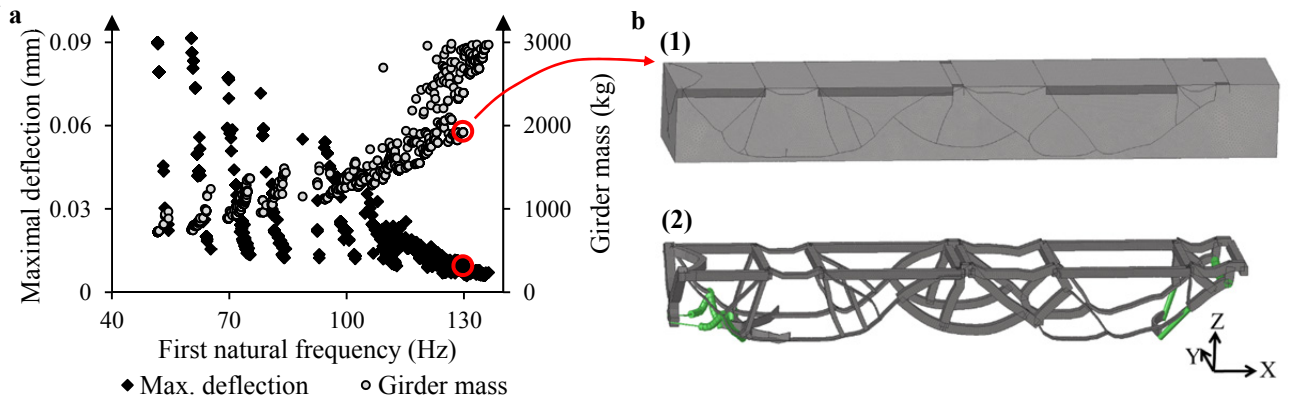 a
Maximal deflection (mm)
0.09
0.06
0.03
0
40
70
100
130
First natural frequency (Hz)
3000
2000
1000
0
Girder mass (kg)
Max. deflection
Girder mass
b
(1)
(2)
Z
Y
X